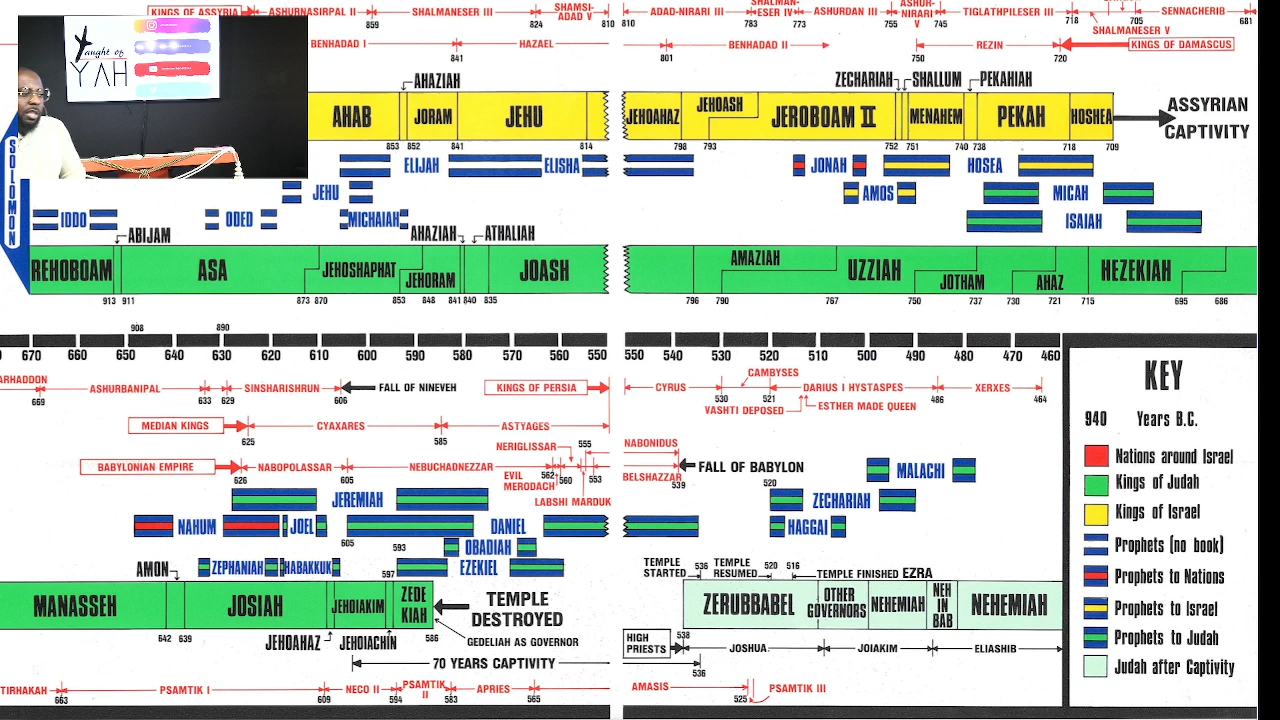 KINGS OF ASSYRIA ASHURNASIRPAL II SHALMANESER III SHAMSI-ADAD V ADAD-NIRARI III SHALMAN-ESER IV ASHURDAN III ASHUR-NIRARI V TIGLATHPILESER III SENNACHERIB
859 824 810 810 783 773 755 745 718 705 681
SHALMANESER V
BENHADAD I HAZAEL BENHADAD II REZIN KINGS OF DAMASCUS
841 801 750 720
Yaught of
YAH
AHAZIAH ZECHARIAH SHALLUM PEKAHIAH
AHAB JORAM JEHU JEHOAHAZ JEHOASH JEROBOAM II MENAHEM PEKAH HOSEA
ASSYRIAN
CAPTIVITY
853 852 841 814 798 793 752 751 740 738 718 709
SOLOMON
ELIJAH ELISHA JONAH HOSEA
JEHU AMOS MICAH
IDDO ODED MICHAIAH ISAIAH
ABIJAM AHAZIAH ATHALIAH
REHOBOAM ASA JEHOSHAPHAT JEHORAM JOASH AMAZIAH UZZIAH JOTHAM AHAZ HEZEKIAH
913 911 873 870 853 848 841 840 835 796 790 767 750 737 730 721 715 695 686
908 890
670 660 650 640 630 620 610 600 590 580 570 560 550 550 540 530 520 510 500 490 480 470 460
ARHADDON ASHURBANIPAL SINSHARISHRUN FALL OF NINEVEH KINGS OF PERSIA CYRUS CAMBYSES DARIUS I HYSTASPES XERXES
669 633 629 606 530 521 486 464
VASHTI DEPOSED ESTHER MADE QUEEN
MEDIAN KINGS CYAXARES ASTYAGES
625 585
NERIGLISSAR 555 NABONIDUS
BABYLONIAN EMPIRE NABOPOLASSAR NEBUCHADNEZZAR BELSHAZZAR FALL OF BABYLON
626 605 EVIL MERODACH 562 560 553 539
LABSHI MARDUK
MALACHI
JEREMIAH 520 ZECHARIAH
NAHUM JOEL DANIEL HAGGAI
605 593 OBADIAH
ZEPHANIAH HABAKKUK EZEKIEL
AMON 597
TEMPLE STARTED 536 TEMPLE RESUMED 520 516 TEMPLE FINISHED EZRA
MANASSEH JOSIAH JEHOIAKIM ZEDEKIAH
TEMPLE
DESTROYED
ZERUBBABEL OTHER GOVERNORS NEHEMIAH NEH IN BAB NEHEMIAH
642 639 586
JEHOAHAZ JEHOIACHIN GEDELIAH AS GOVERNOR
HIGH PRIESTS 538 JOSHUA JOIAKIM ELIASHIB
70 YEARS CAPTIVITY
536
TIRHAKAH PSAMTIK I NECO II PSAMTIK II APRIES AMASIS PSAMTIK III
663 609 594 583 565 525
KEY
940 Years B.C.
Nations around Israel
Kings of Judah
Kings of Israel
Prophets (no book)
Prophets to Nations
Prophets to Israel
Prophets to Judah
Judah after Captivity